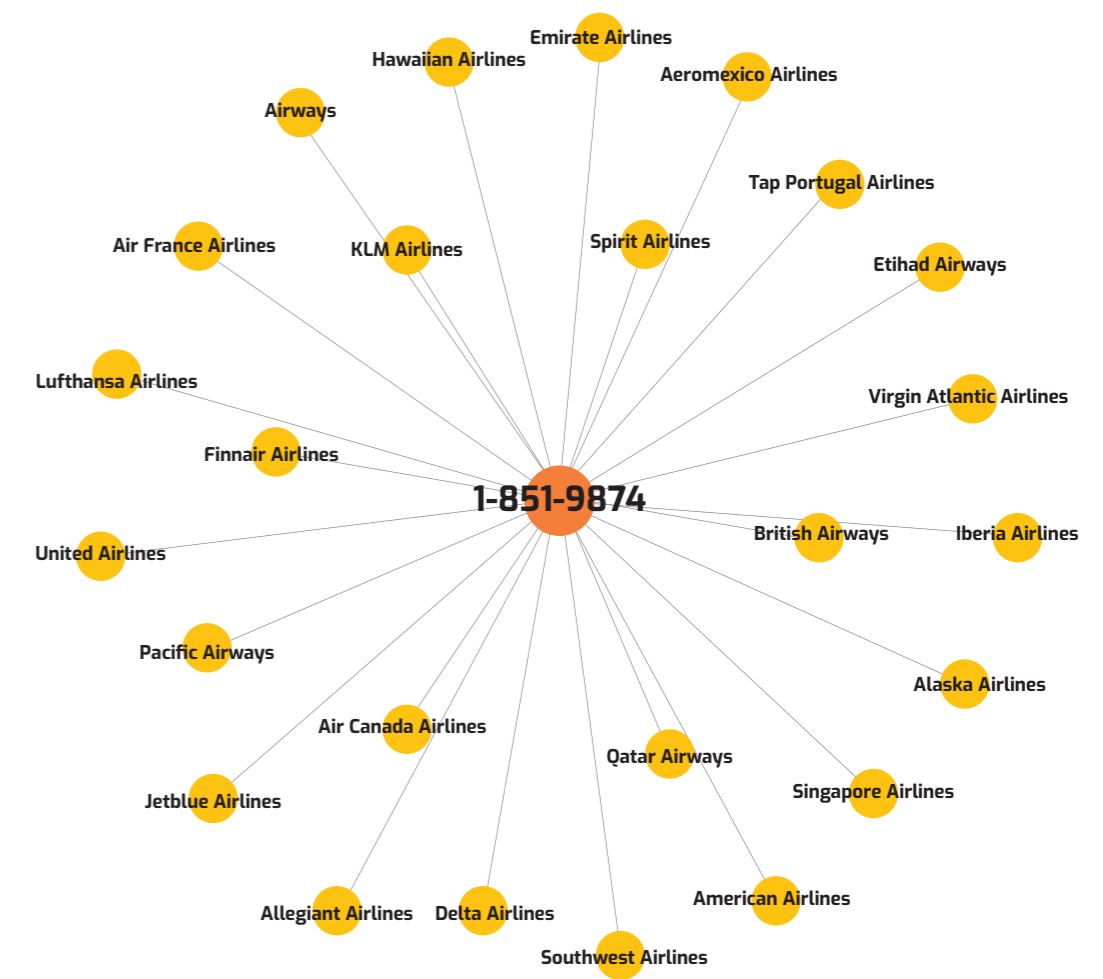 Emirate Airlines
Hawaiian Airlines
Aeromexico Airlines
Airways
Tap Portugal Airlines
Spirit Airlines
Air France Airlines
KLM Airlines
Etihad Airways
Lufthansa Airlines
Virgin Atlantic Airlines
Finnair Airlines
1-851-9874
British Airways
Iberia Airlines
United Airlines
Pacific Airways
Alaska Airlines
Air Canada Airlines
Qatar Airways
Singapore Airlines
Jetblue Airlines
American Airlines
Allegiant Airlines
Delta Airlines
Southwest Airlines